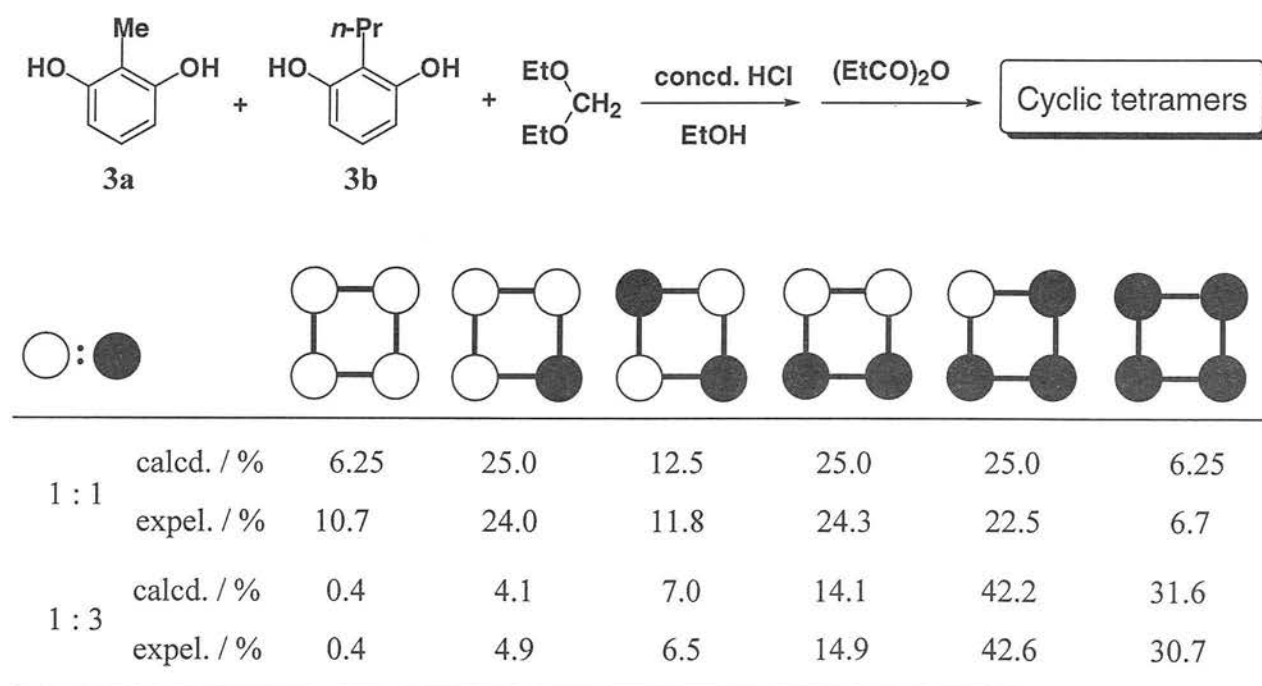 Me n-Pr
HO OH HO OH EtO concd. HCl (EtCO)₂O
+ + CH₂ Cyclic tetramers
EtO EtOH
3a 3b
:
calcd. / % 6.25 25.0 12.5 25.0 25.0 6.25
1 : 1
expel. / % 10.7 24.0 11.8 24.3 22.5 6.7
calcd. / % 0.4 4.1 7.0 14.1 42.2 31.6
1 : 3
expel. / % 0.4 4.9 6.5 14.9 42.6 30.7